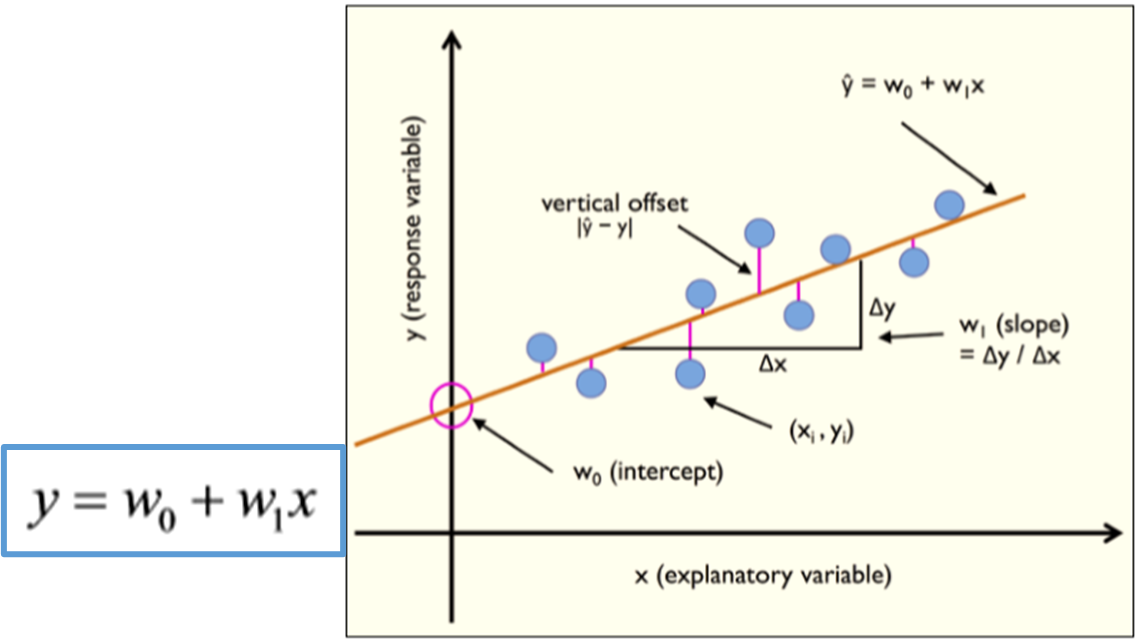 ŷ = w₀ + w₁x
y (response variable)
vertical offset
|ŷ − y|
Δy
w₁ (slope)
= Δy / Δx
Δx
(xᵢ , yᵢ)
w₀ (intercept)
y = w₀ + w₁x
x (explanatory variable)